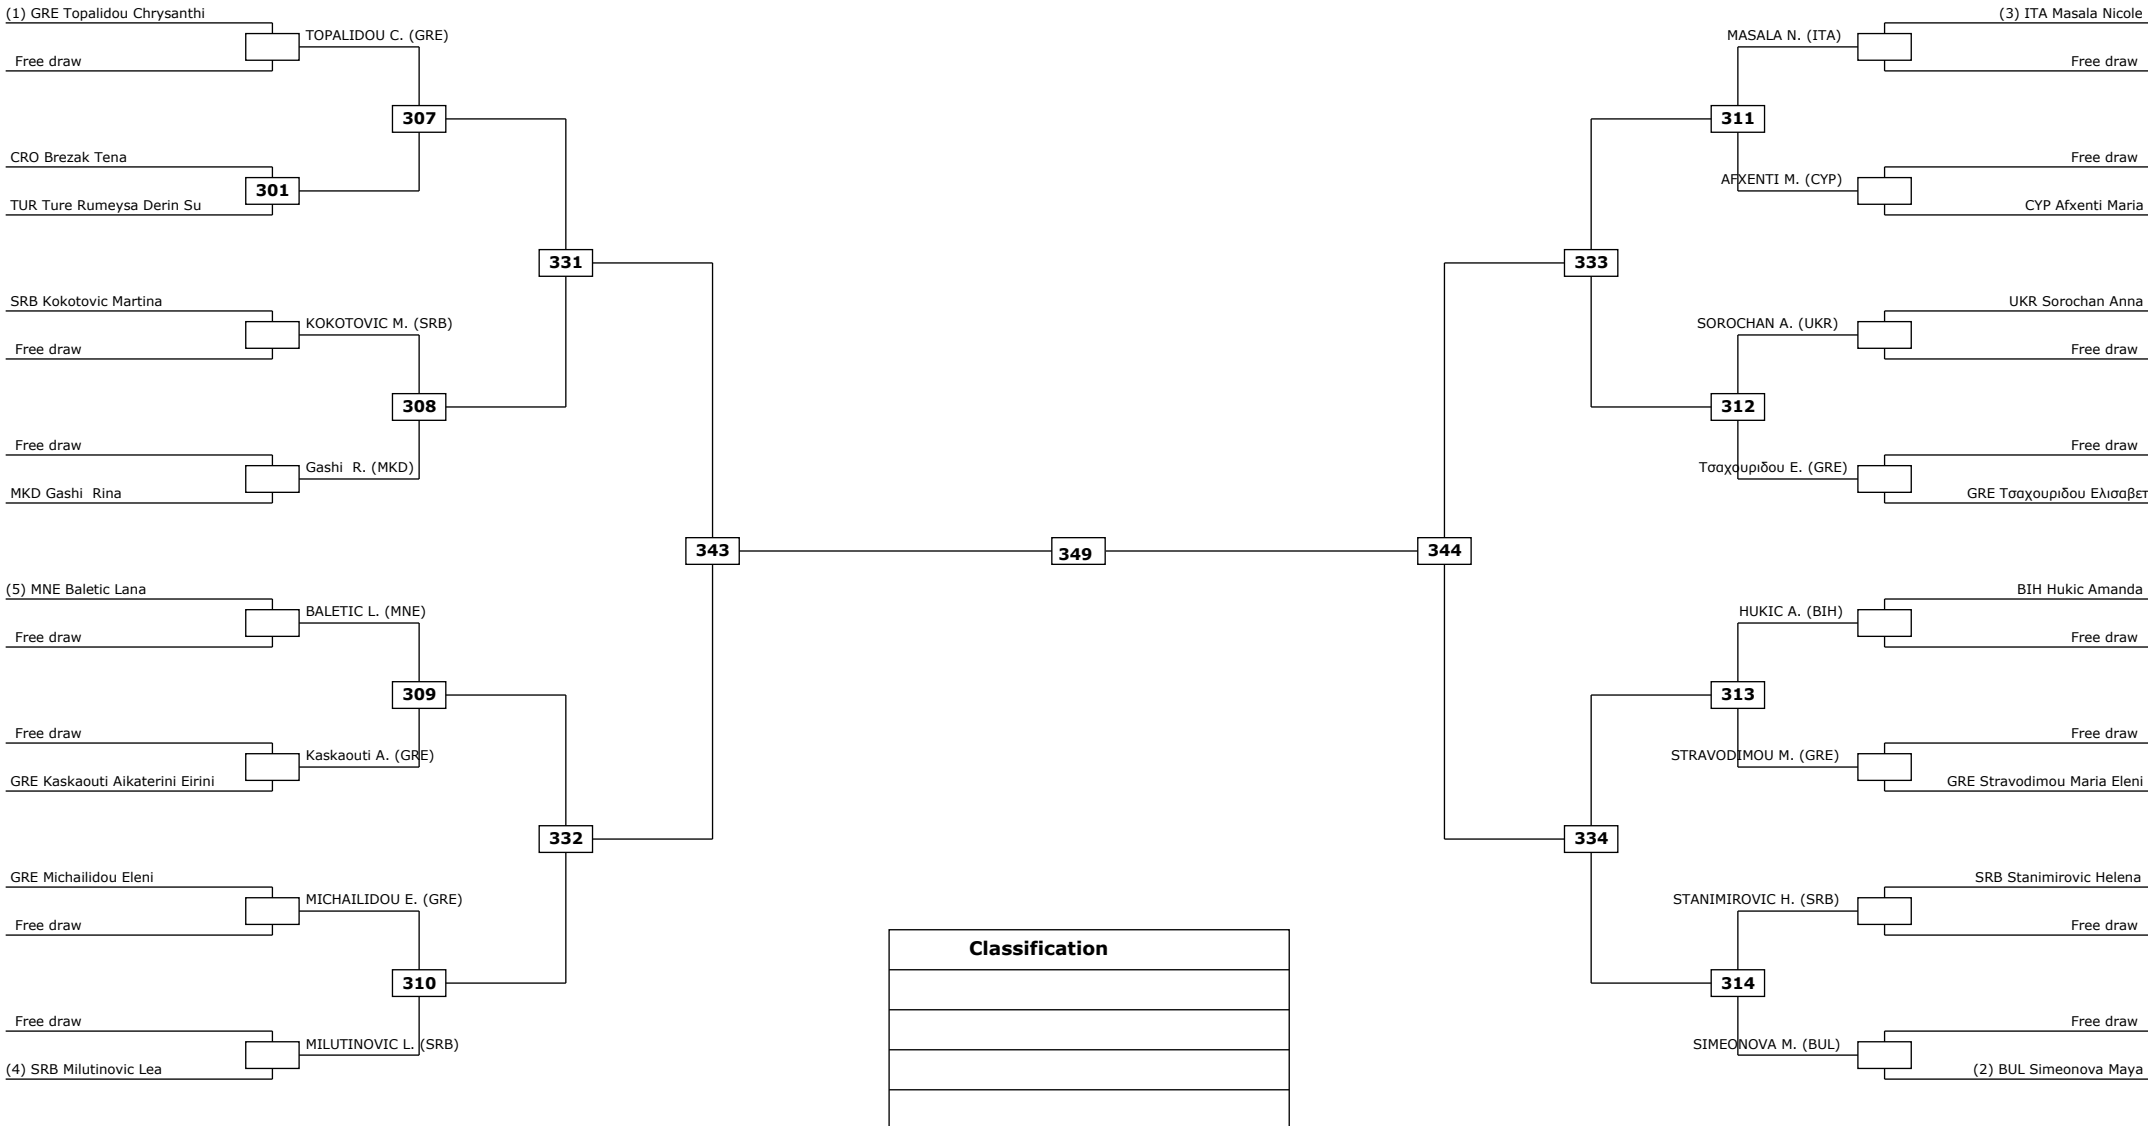 (1) GRE Topalidou Chrysanthi
TOPALIDOU C. (GRE)
Free draw
307
CRO Brezak Tena
301
TUR Ture Rumeysa Derin Su
331
SRB Kokotovic Martina
KOKOTOVIC M. (SRB)
Free draw
308
Free draw
Gashi  R. (MKD)
MKD Gashi  Rina
343
(5) MNE Baletic Lana
BALETIC L. (MNE)
Free draw
309
Free draw
Kaskaouti A. (GRE)
GRE Kaskaouti Aikaterini Eirini
332
GRE Michailidou Eleni
MICHAILIDOU E. (GRE)
Free draw
310
Free draw
MILUTINOVIC L. (SRB)
(4) SRB Milutinovic Lea
349
Classification
(3) ITA Masala Nicole
MASALA N. (ITA)
Free draw
311
Free draw
AFXENTI M. (CYP)
CYP Afxenti Maria
333
UKR Sorochan Anna
SOROCHAN A. (UKR)
Free draw
312
Free draw
Τσαχουριδου E. (GRE)
GRE Τσαχουριδου Ελισαβετ
344
BIH Hukic Amanda
HUKIC A. (BIH)
Free draw
313
Free draw
STRAVODIMOU M. (GRE)
GRE Stravodimou Maria Eleni
334
SRB Stanimirovic Helena
STANIMIROVIC H. (SRB)
Free draw
314
Free draw
SIMEONOVA M. (BUL)
(2) BUL Simeonova Maya